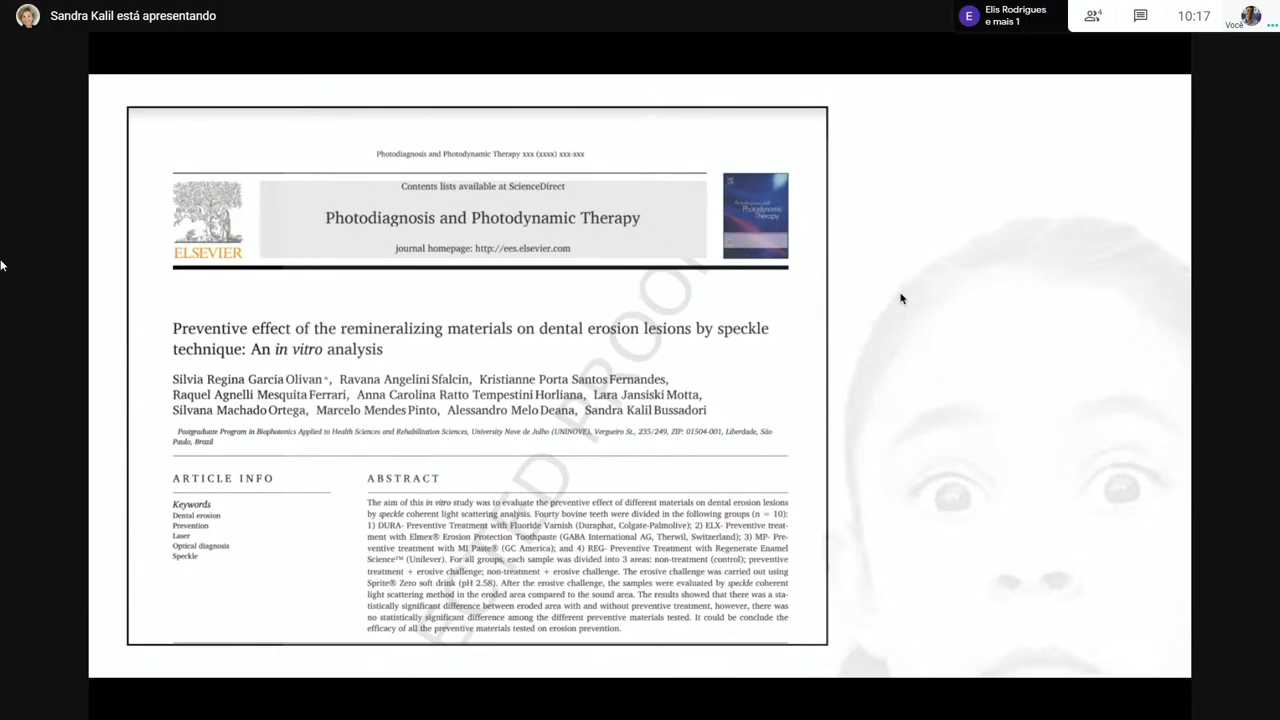 Sandra Kalil está apresentando
E
Elis Rodrigues
e mais 1
4
10:17
Você
Photodiagnosis and Photodynamic Therapy xxx (xxxx) xxx-xxx
Contents lists available at ScienceDirect
Photodiagnosis and Photodynamic Therapy
journal homepage: http://ees.elsevier.com
ELSEVIER
Photodynamic
Therapy
Preventive effect of the remineralizing materials on dental erosion lesions by speckle
technique: An in vitro analysis
Silvia Regina Garcia Olivan*, Ravana Angelini Sfalcin, Kristianne Porta Santos Fernandes,
Raquel Agnelli Mesquita Ferrari, Anna Carolina Ratto Tempestini Horliana, Lara Jansiski Motta,
Silvana Machado Ortega, Marcelo Mendes Pinto, Alessandro Melo Deana, Sandra Kalil Bussadori
Postgraduate Program in Biophotonics Applied to Health Sciences and Rehabilitation Sciences, University Nove de Julho (UNINOVE), Vergueiro St., 235/249, ZIP: 01504-001, Liberdade, São
Paulo, Brazil
ARTICLE INFO
Keywords
Dental erosion
Prevention
Laser
Optical diagnosis
Speckle
ABSTRACT
The aim of this in vitro study was to evaluate the preventive effect of different materials on dental erosion lesions
by speckle coherent light scattering analysis. Fourty bovine teeth were divided in the following groups (n = 10):
1) DURA- Preventive Treatment with Fluoride Varnish (Duraphat, Colgate-Palmolive); 2) ELX- Preventive treat-
ment with Elmex® Erosion Protection Toothpaste (GABA International AG, Therwil, Switzerland); 3) MP- Pre-
ventive treatment with MI Paste® (GC America); and 4) REG- Preventive Treatment with Regenerate Enamel
Science™ (Unilever). For all groups, each sample was divided into 3 areas: non-treatment (control); preventive
treatment + erosive challenge; non-treatment + erosive challenge. The erosive challenge was carried out using
Sprite® Zero soft drink (pH 2.58). After the erosive challenge, the samples were evaluated by speckle coherent
light scattering method in the eroded area compared to the sound area. The results showed that there was a sta-
tistically significant difference between eroded area with and without preventive treatment, however, there was
no statistically significant difference among the different preventive materials tested. It could be conclude the
efficacy of all the preventive materials tested on erosion prevention.